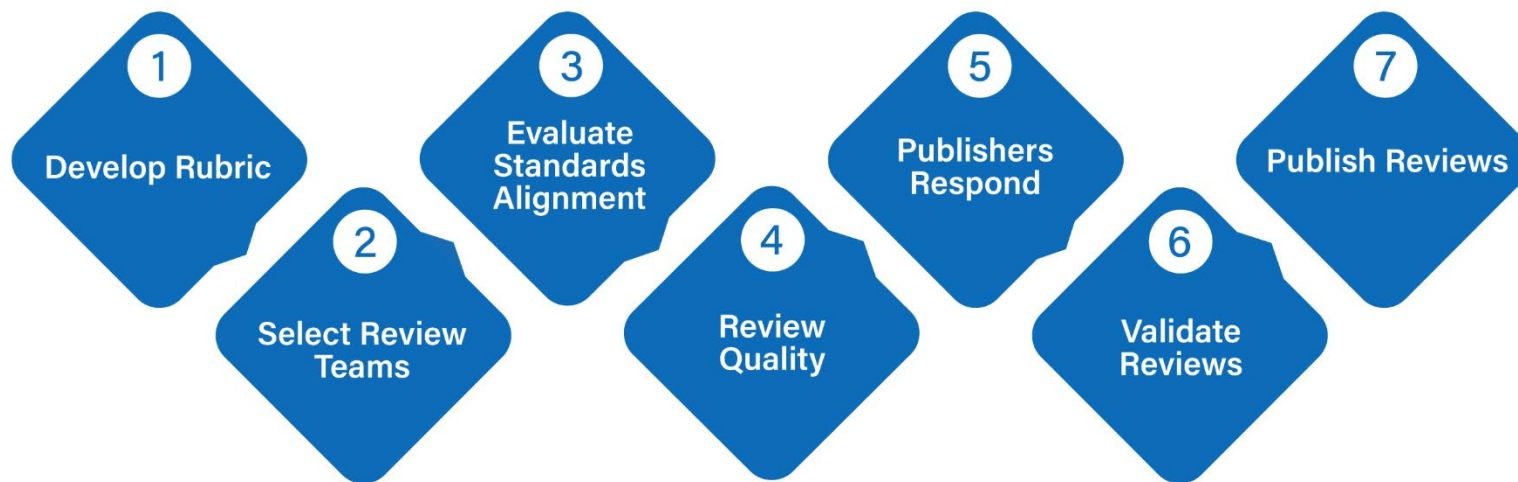 1
Develop Rubric
2
Select Review
Teams
3
Evaluate
Standards
Alignment
4
Review
Quality
5
Publishers
Respond
6
Validate
Reviews
7
Publish Reviews